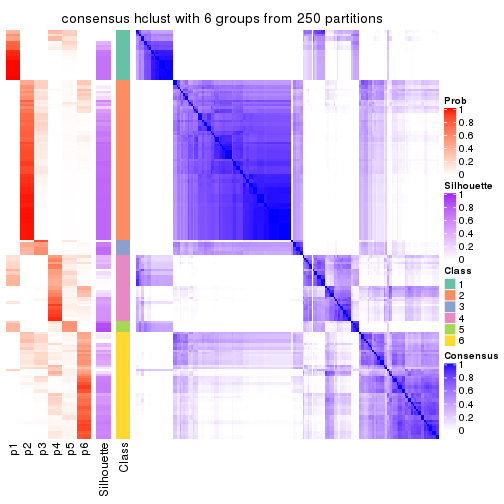 consensus hclust with 6 groups from 250 partitions
Prob
1
0.8
0.6
0.4
0.2
0
Silhouette
1
0.8
0.6
0.4
0.2
0
Class
1
2
3
4
5
6
Consensus
1
0.8
0.6
0.4
0.2
0
p1
p2
p3
p4
p5
p6
Silhouette
Class